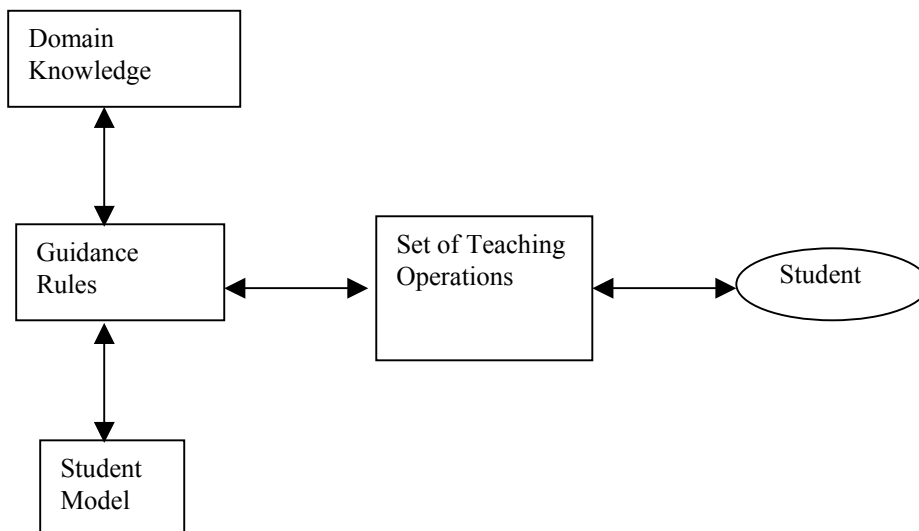 Domain
Knowledge
Guidance
Rules
Set of Teaching
Operations
Student
Student
Model